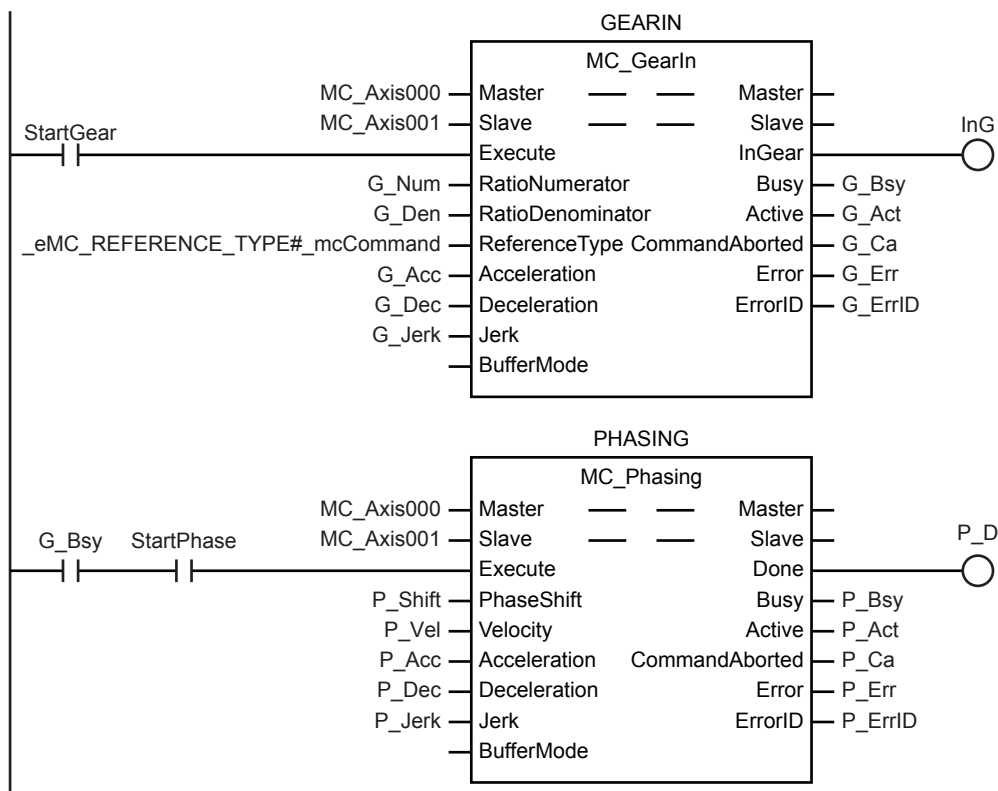 GEARIN
MC_GearIn
MC_Axis000 Master Master
MC_Axis001 Slave Slave
StartGear Execute InGear InG
G_Num RatioNumerator Busy G_Bsy
G_Den RatioDenominator Active G_Act
_eMC_REFERENCE_TYPE#_mcCommand ReferenceType CommandAborted G_Ca
G_Acc Acceleration Error G_Err
G_Dec Deceleration ErrorID G_ErrID
G_Jerk Jerk
BufferMode
PHASING
MC_Phasing
MC_Axis000 Master Master
MC_Axis001 Slave Slave
G_Bsy StartPhase Execute Done P_D
P_Shift PhaseShift Busy P_Bsy
P_Vel Velocity Active P_Act
P_Acc Acceleration CommandAborted P_Ca
P_Dec Deceleration Error P_Err
P_Jerk Jerk ErrorID P_ErrID
BufferMode